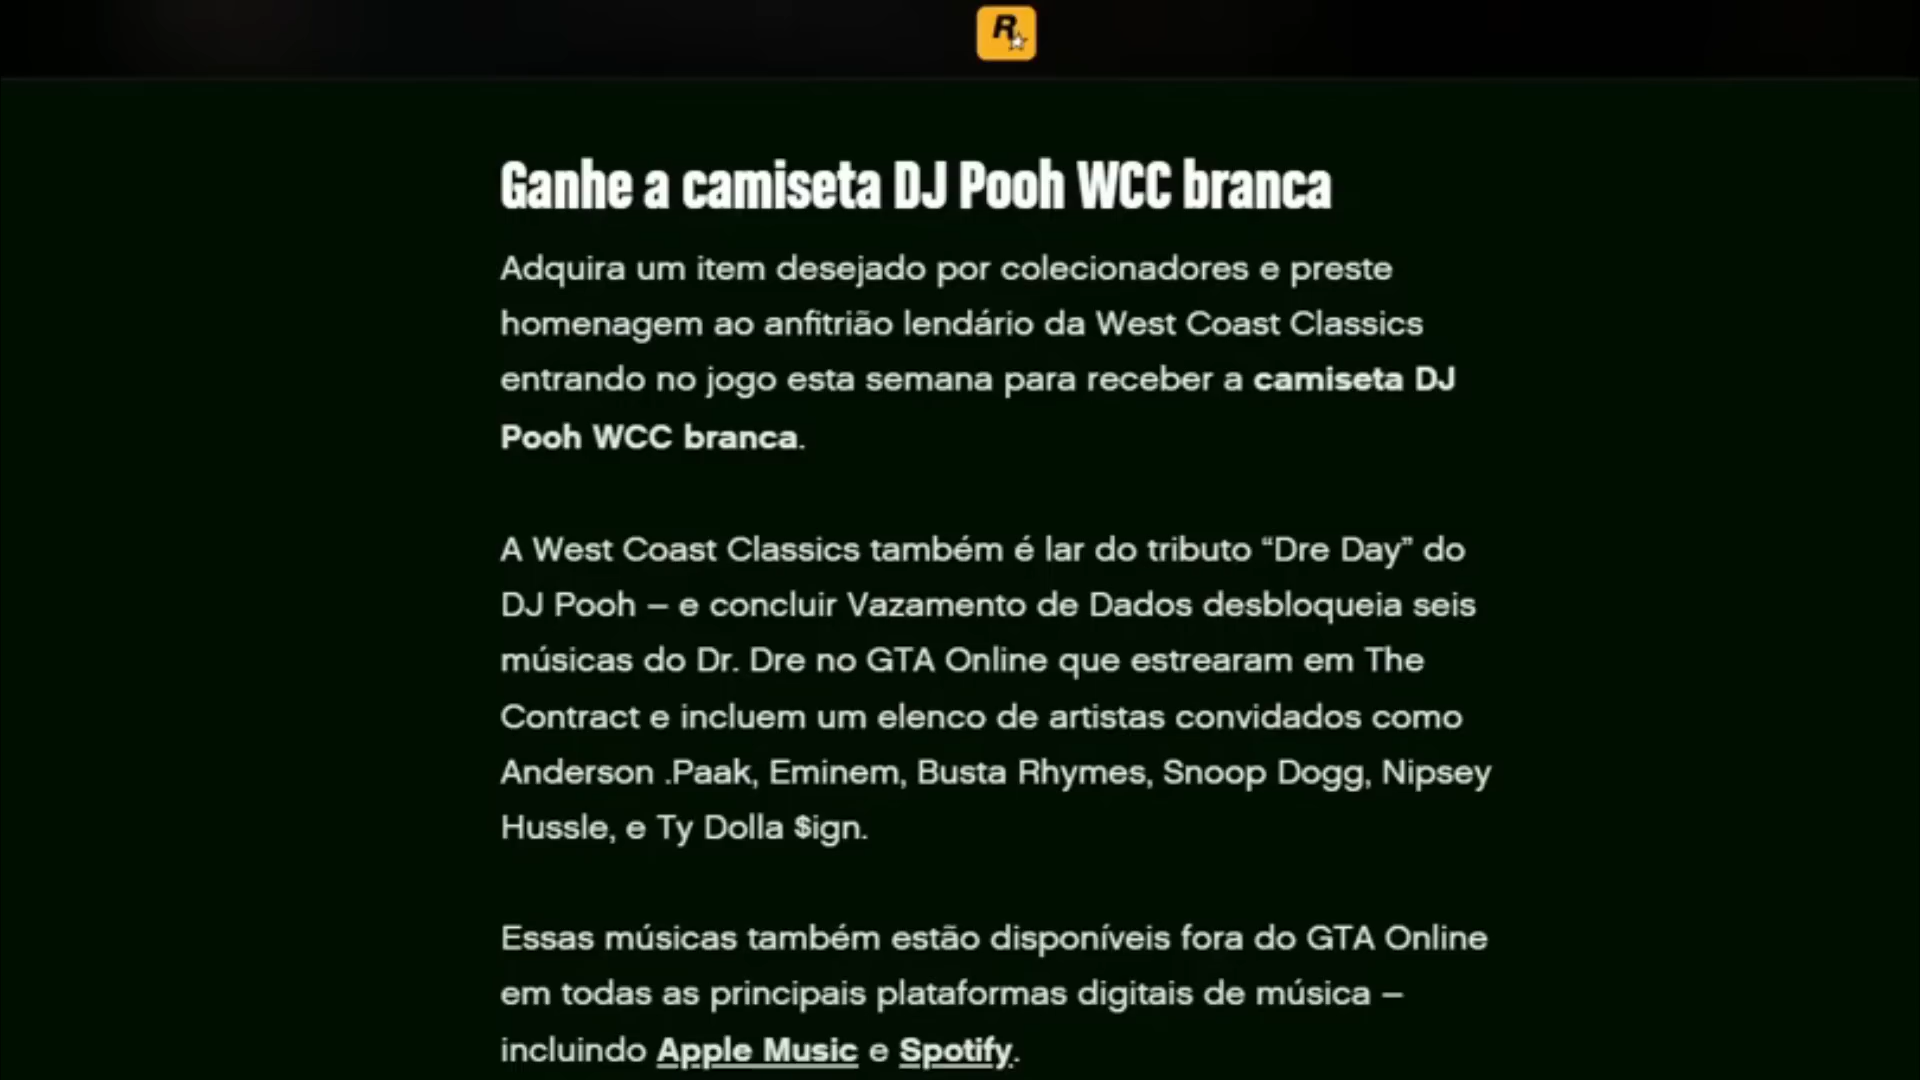 R
Ganhe a camiseta DJ Pooh WCC branca
Adquira um item desejado por colecionadores e preste
homenagem ao anfitrião lendário da West Coast Classics
entrando no jogo esta semana para receber a camiseta DJ
Pooh WCC branca.
A West Coast Classics também é lar do tributo “Dre Day” do
DJ Pooh – e concluir Vazamento de Dados desbloqueia seis
músicas do Dr. Dre no GTA Online que estrearam em The
Contract e incluem um elenco de artistas convidados como
Anderson .Paak, Eminem, Busta Rhymes, Snoop Dogg, Nipsey
Hussle, e Ty Dolla $ign.
Essas músicas também estão disponíveis fora do GTA Online
em todas as principais plataformas digitais de música –
incluindo Apple Music e Spotify.